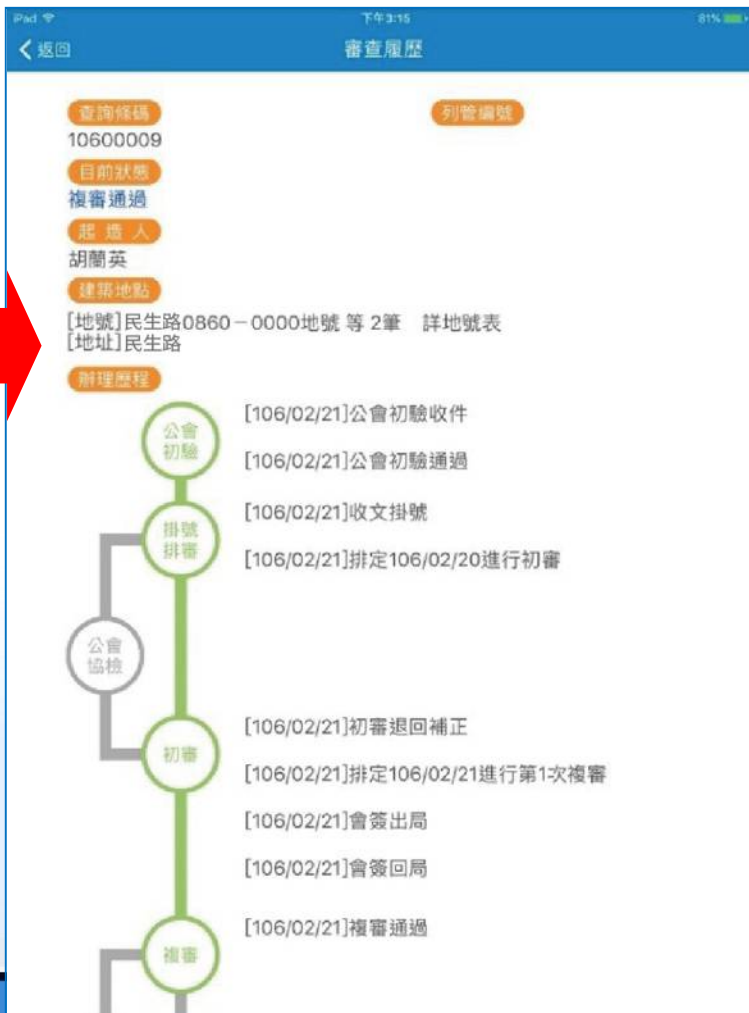 iPad 下午3:15 81%
返回 審查履歷
查詢條碼 列管編號
10600009
目前狀態
複審通過
起造人
胡蘭英
建築地點
[地號]民生路0860－0000地號 等 2筆 詳地號表
[地址]民生路
辦理歷程
公會
初驗
[106/02/21]公會初驗收件
[106/02/21]公會初驗通過
掛號
排審
[106/02/21]收文掛號
[106/02/21]排定106/02/20進行初審
公會
協檢
初審
[106/02/21]初審退回補正
[106/02/21]排定106/02/21進行第1次複審
[106/02/21]會簽出局
[106/02/21]會簽回局
複審
[106/02/21]複審通過